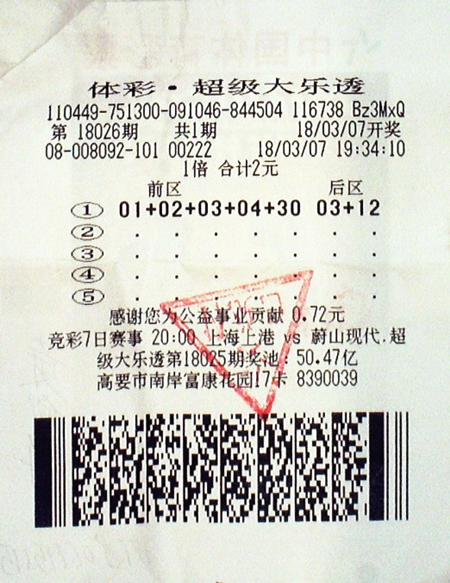 体彩·超级大乐透
110449-751300-091046-844504 116738 Bz3MxQ
第 18026期 共1期 18/03/07开奖
08-008092-101 00222 18/03/07 19:34:10
1倍 合计2元
前区 后区
① 01+02+03+04+30 03+12
② . . . . . . .
③ . . . . . . .
④ . . . . . . .
⑤ . . . . . . .
感谢您为公益事业贡献 0.72元
竞彩7日赛事 20:00 上海上港 vs 蔚山现代.超
级大乐透第18025期奖池: 50.47亿
高要市南岸富康花园17卡 8390039